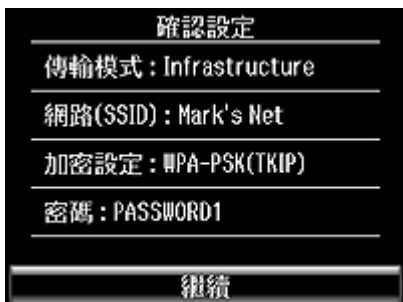 確認設定
傳輸模式 : Infrastructure
網路(SSID) : Mark's Net
加密設定 : WPA-PSK(TKIP)
密碼 : PASSWORD1
繼續